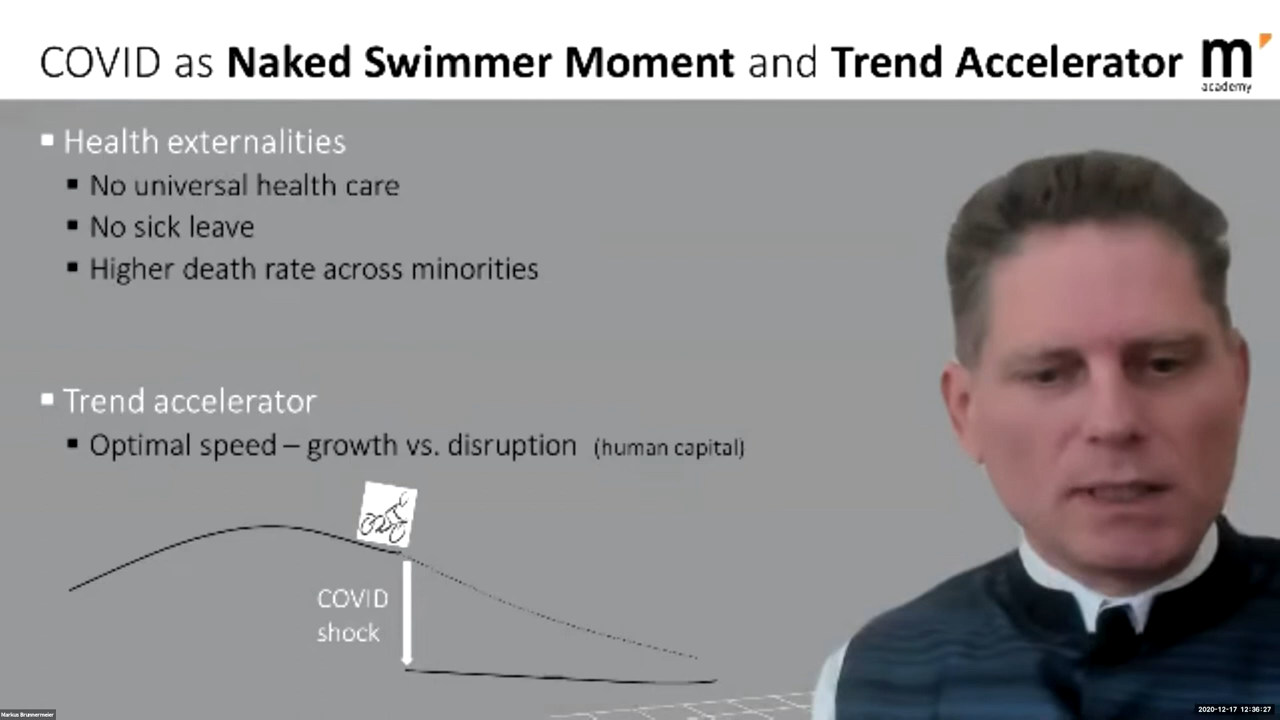 COVID as Naked Swimmer Moment and Trend Accelerator
m
academy
Health externalities
No universal health care
No sick leave
Higher death rate across minorities
Trend accelerator
Optimal speed – growth vs. disruption (human capital)
COVID
shock
Markus Brunnermeier
2020-12-17 12:36:27